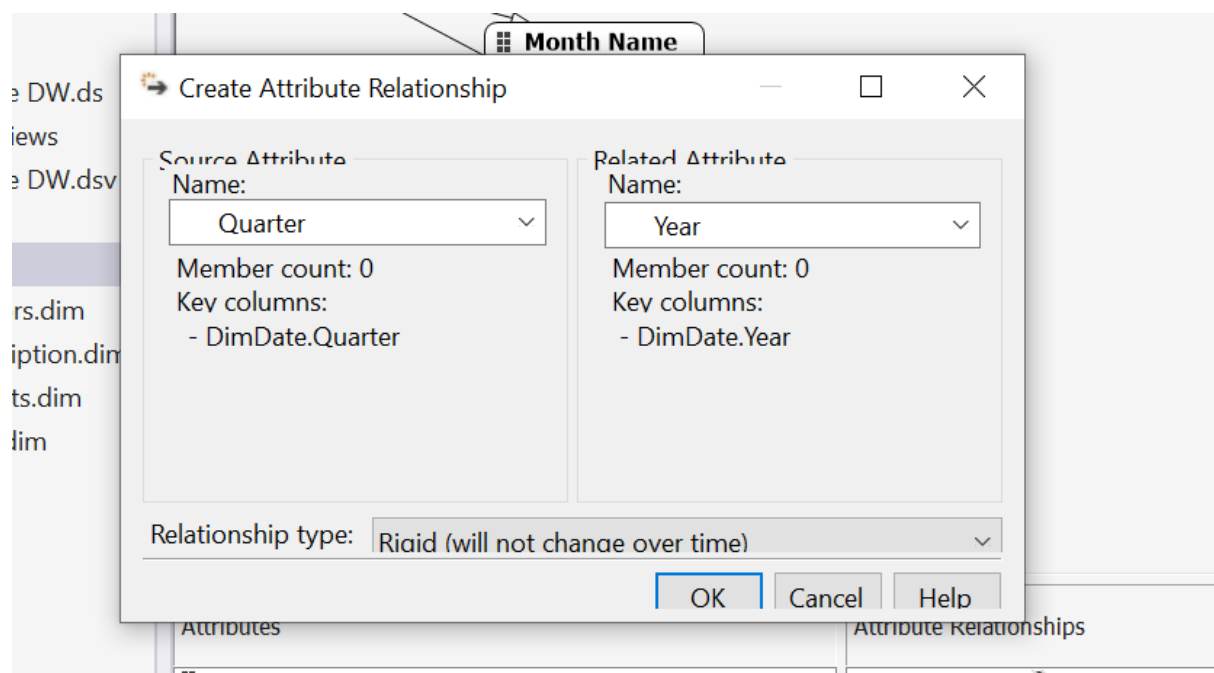 Month Name
Create Attribute Relationship
e DW.ds
iews
e DW.dsv
rs.dim
iption.dim
ts.dim
dim
Source Attribute
Name:
Quarter
Member count: 0
Key columns:
- DimDate.Quarter
Related Attribute
Name:
Year
Member count: 0
Key columns:
- DimDate.Year
Relationship type: Rigid (will not change over time)
OK Cancel Help
Attributes
Attribute Relationships